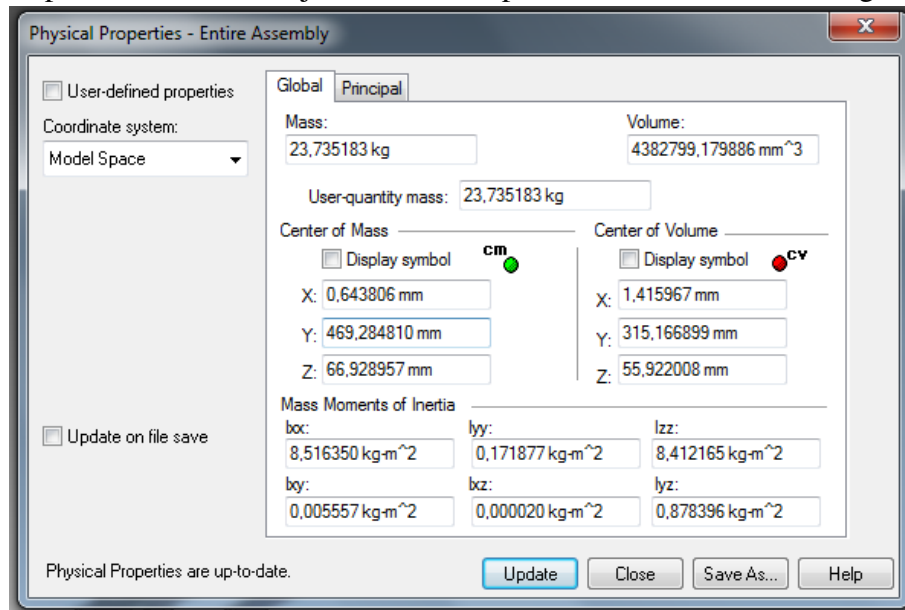 Physical Properties - Entire Assembly
User-defined properties
Coordinate system:
Model Space
Update on file save
Global Principal
Mass: Volume:
23,735183 kg 4382799,179886 mm^3
User-quantity mass: 23,735183 kg
Center of Mass Center of Volume
Display symbol cm Display symbol cv
X: 0,643806 mm X: 1,415967 mm
Y: 469,284810 mm Y: 315,166899 mm
Z: 66,928957 mm Z: 55,922008 mm
Mass Moments of Inertia
Ixx: Iyy: Izz:
8,516350 kg-m^2 0,171877 kg-m^2 8,412165 kg-m^2
Ixy: Ixz: Iyz:
0,005557 kg-m^2 0,000020 kg-m^2 0,878396 kg-m^2
Physical Properties are up-to-date. Update Close Save As... Help